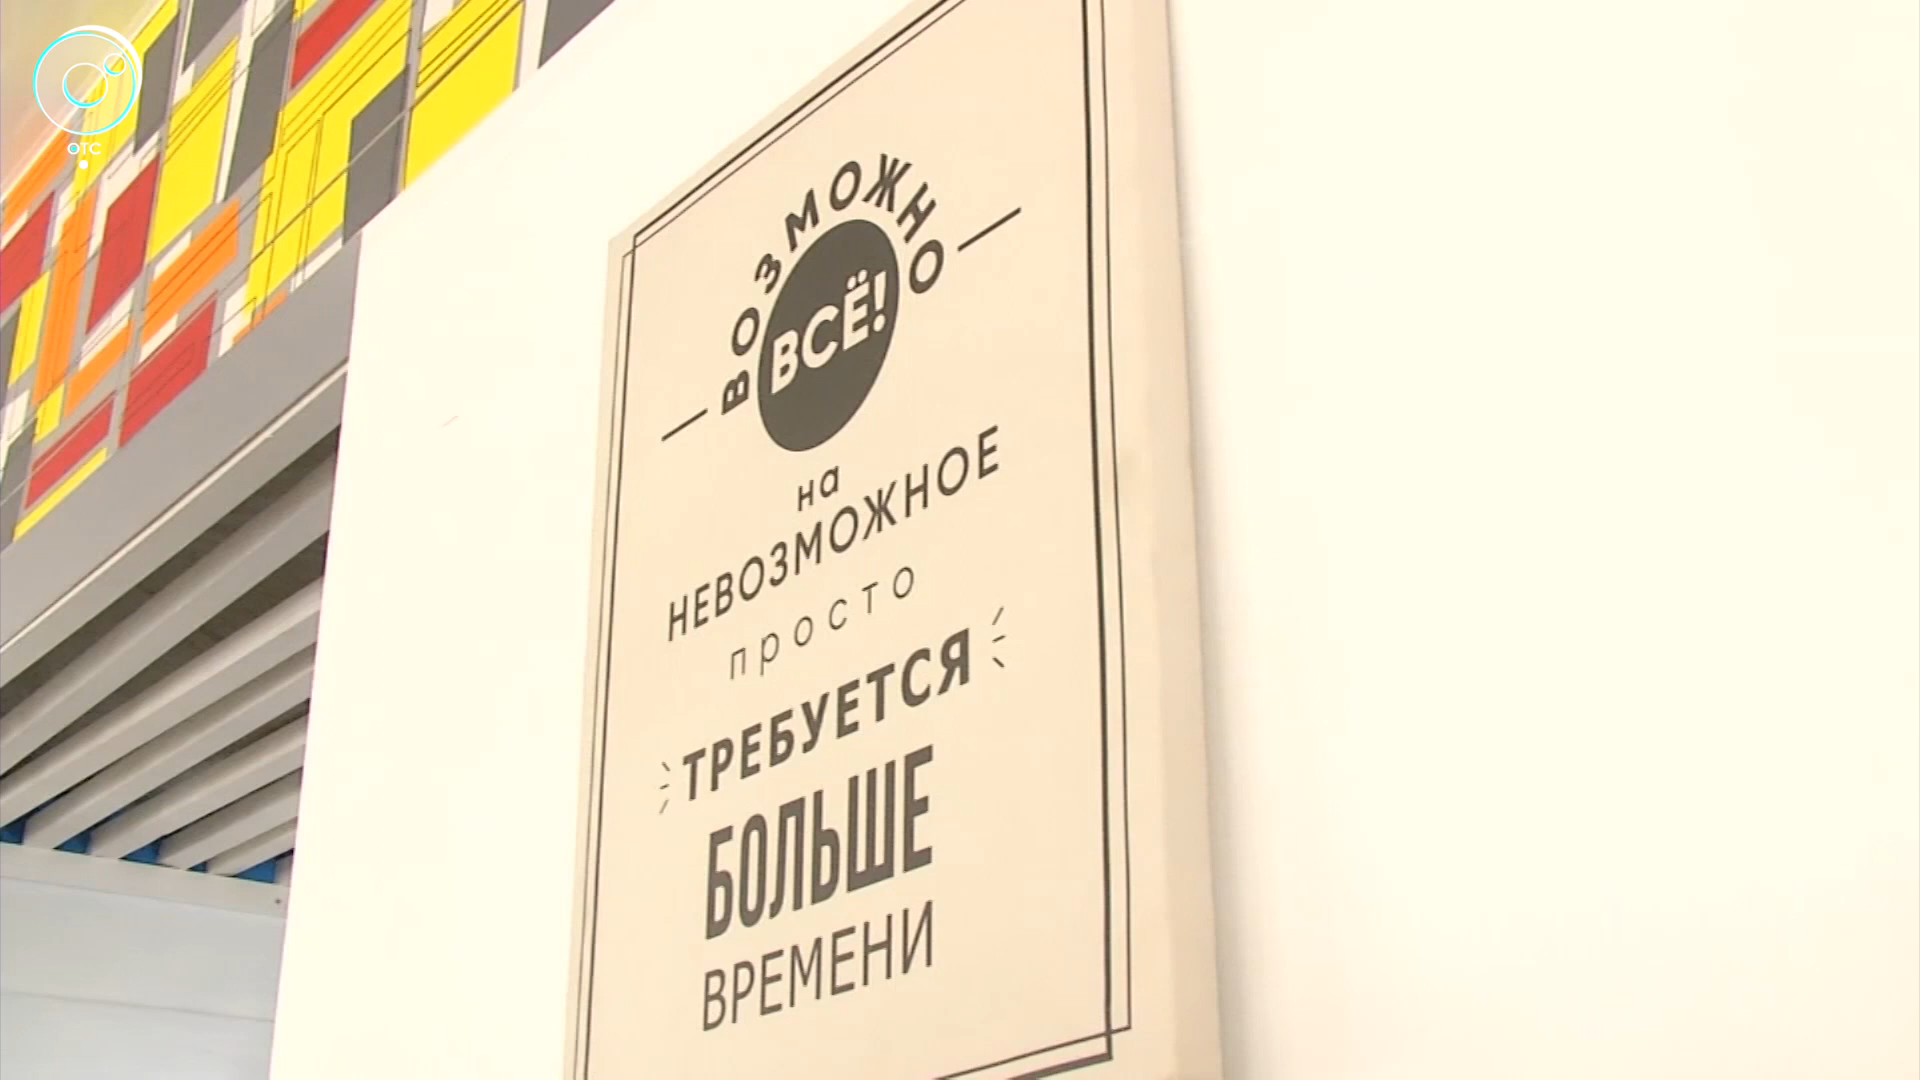 ОТС
ВОЗМОЖНО
ВСЁ!
на
НЕВОЗМОЖНОЕ
просто
ТРЕБУЕТСЯ
БОЛЬШЕ
ВРЕМЕНИ